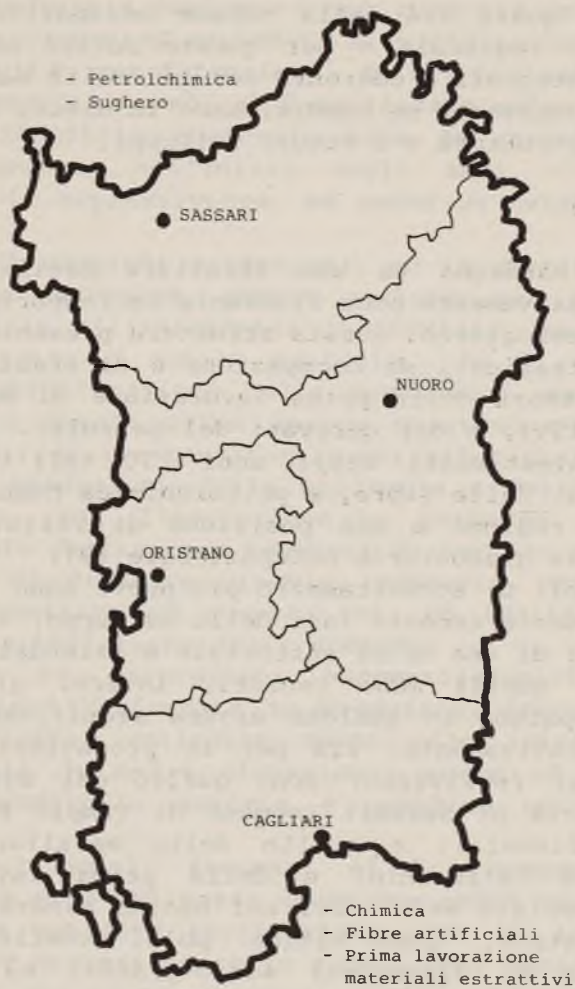 - Petrolchimica
- Sughero
SASSARI
NUORO
ORISTANO
CAGLIARI
- Chimica
- Fibre artificiali
- Prima lavorazione
materiali estrattivi